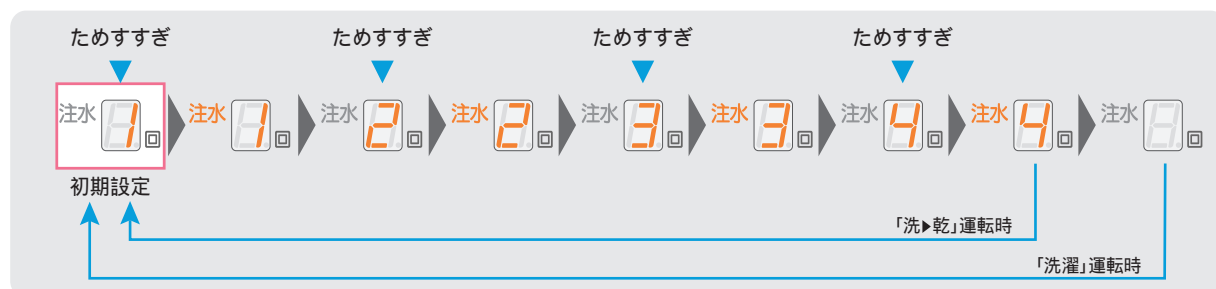 ためすすぎ ためすすぎ ためすすぎ ためすすぎ
注水 1回 注水 1回 注水 2回 注水 2回 注水 3回 注水 3回 注水 4回 注水 4回 注水 回
初期設定
「洗▶乾」運転時
「洗濯」運転時